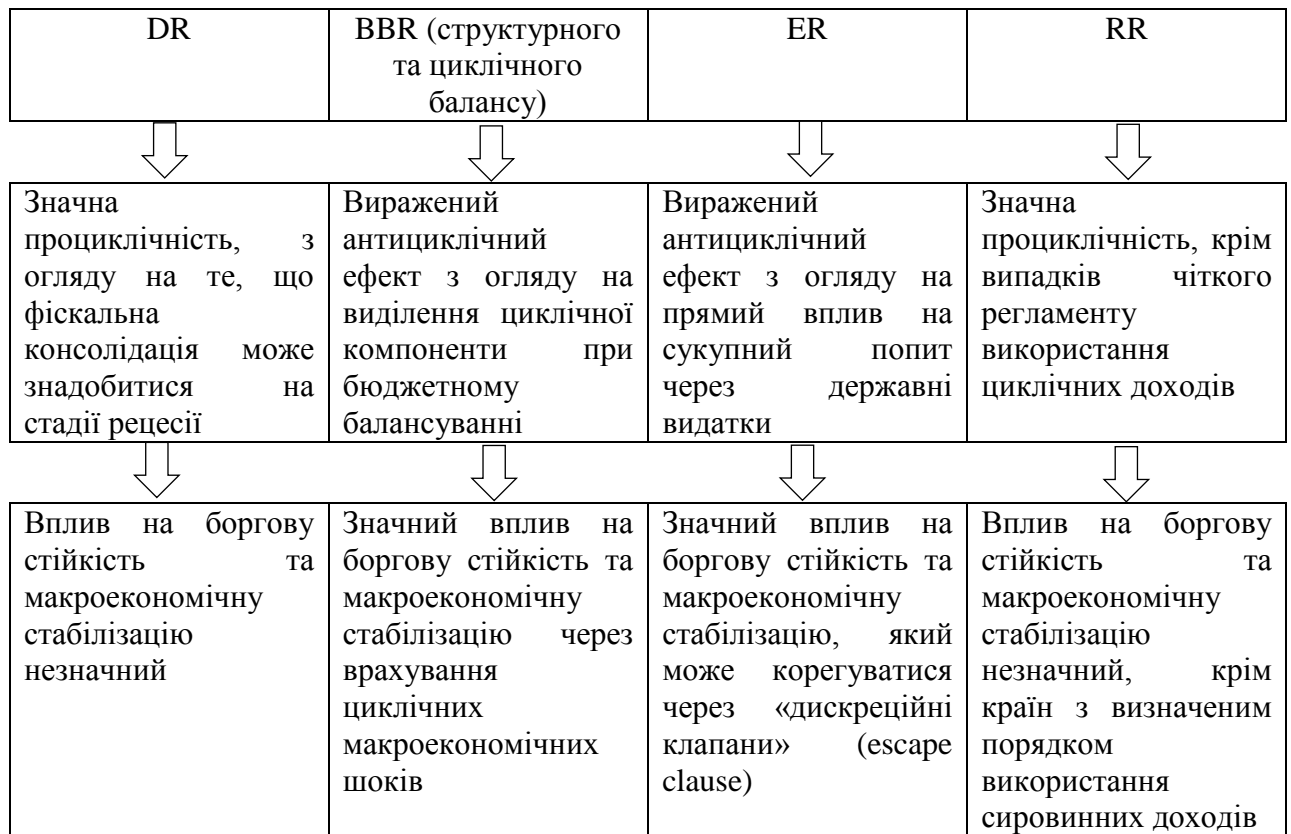 DR
BBR (структурного
та циклічного
балансу)
ER
RR
Значна
проциклічність, з
огляду на те, що
фіскальна
консолідація може
знадобитися на
стадії рецесії
Виражений
антициклічний
ефект з огляду на
виділення циклічної
компоненти при
бюджетному
балансуванні
Виражений
антициклічний
ефект з огляду на
прямий вплив на
сукупний попит
через державні
видатки
Значна
проциклічність, крім
випадків чіткого
регламенту
використання
циклічних доходів
Вплив на боргову
стійкість та
макроекономічну
стабілізацію
незначний
Значний вплив на
боргову стійкість та
макроекономічну
стабілізацію через
врахування
циклічних
макроекономічних
шоків
Значний вплив на
боргову стійкість та
макроекономічну
стабілізацію, який
може корегуватися
через «дискреційні
клапани» (escape
clause)
Вплив на боргову
стійкість та
макроекономічну
стабілізацію
незначний, крім
країн з визначеним
порядком
використання
сировинних доходів